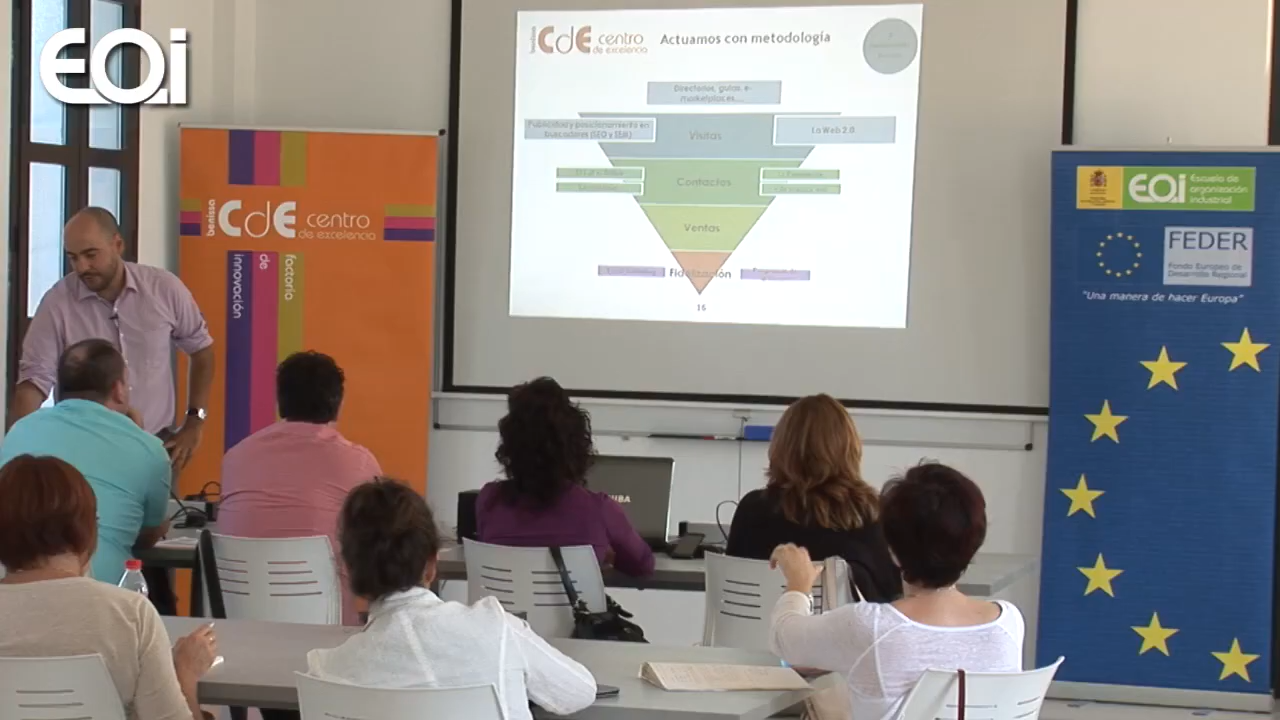 EOi
benissa CdE centro
de excelencia
Actuamos con metodología
Directorios, guías, e-
marketplaces...
Publicidad y posicionamiento en
buscadores (SEO y SEM)
Visitas
La Web 2.0
Contactos
Ventas
Fidelización
16
benissa CdE centro
de excelencia
innovación
de
factoría
EOi Escuela de
organización
industrial
FEDER
Fondo Europeo de
Desarrollo Regional
"Una manera de hacer Europa"